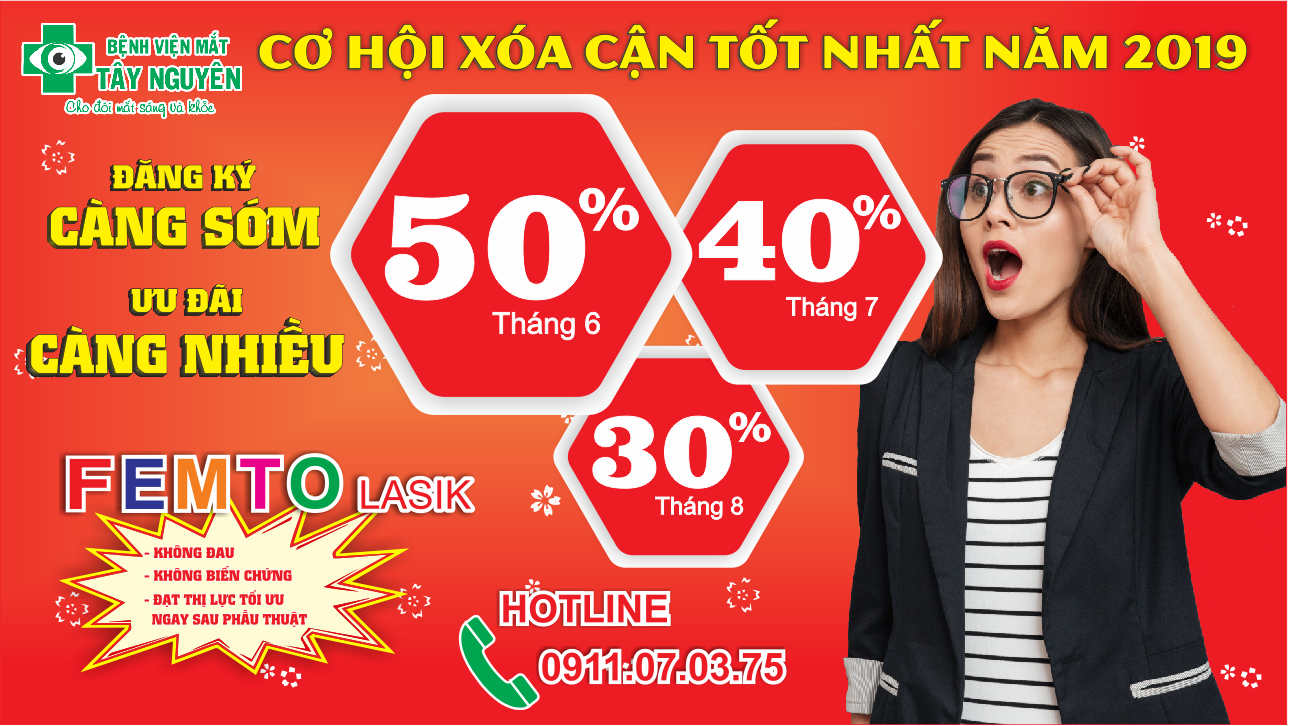 BỆNH VIỆN MẮT
TÂY NGUYÊN
Cho đôi mắt sáng và khỏe
CƠ HỘI XÓA CẬN TỐT NHẤT NĂM 2019
ĐĂNG KÝ
CÀNG SỚM
ƯU ĐÃI
CÀNG NHIỀU
50%
Tháng 6
40%
Tháng 7
30%
Tháng 8
FEMTO LASIK
- KHÔNG ĐAU
- KHÔNG BIẾN CHỨNG
- ĐẠT THỊ LỰC TỐI ƯU
NGAY SAU PHẪU THUẬT
HOTLINE
0911.07.03.75